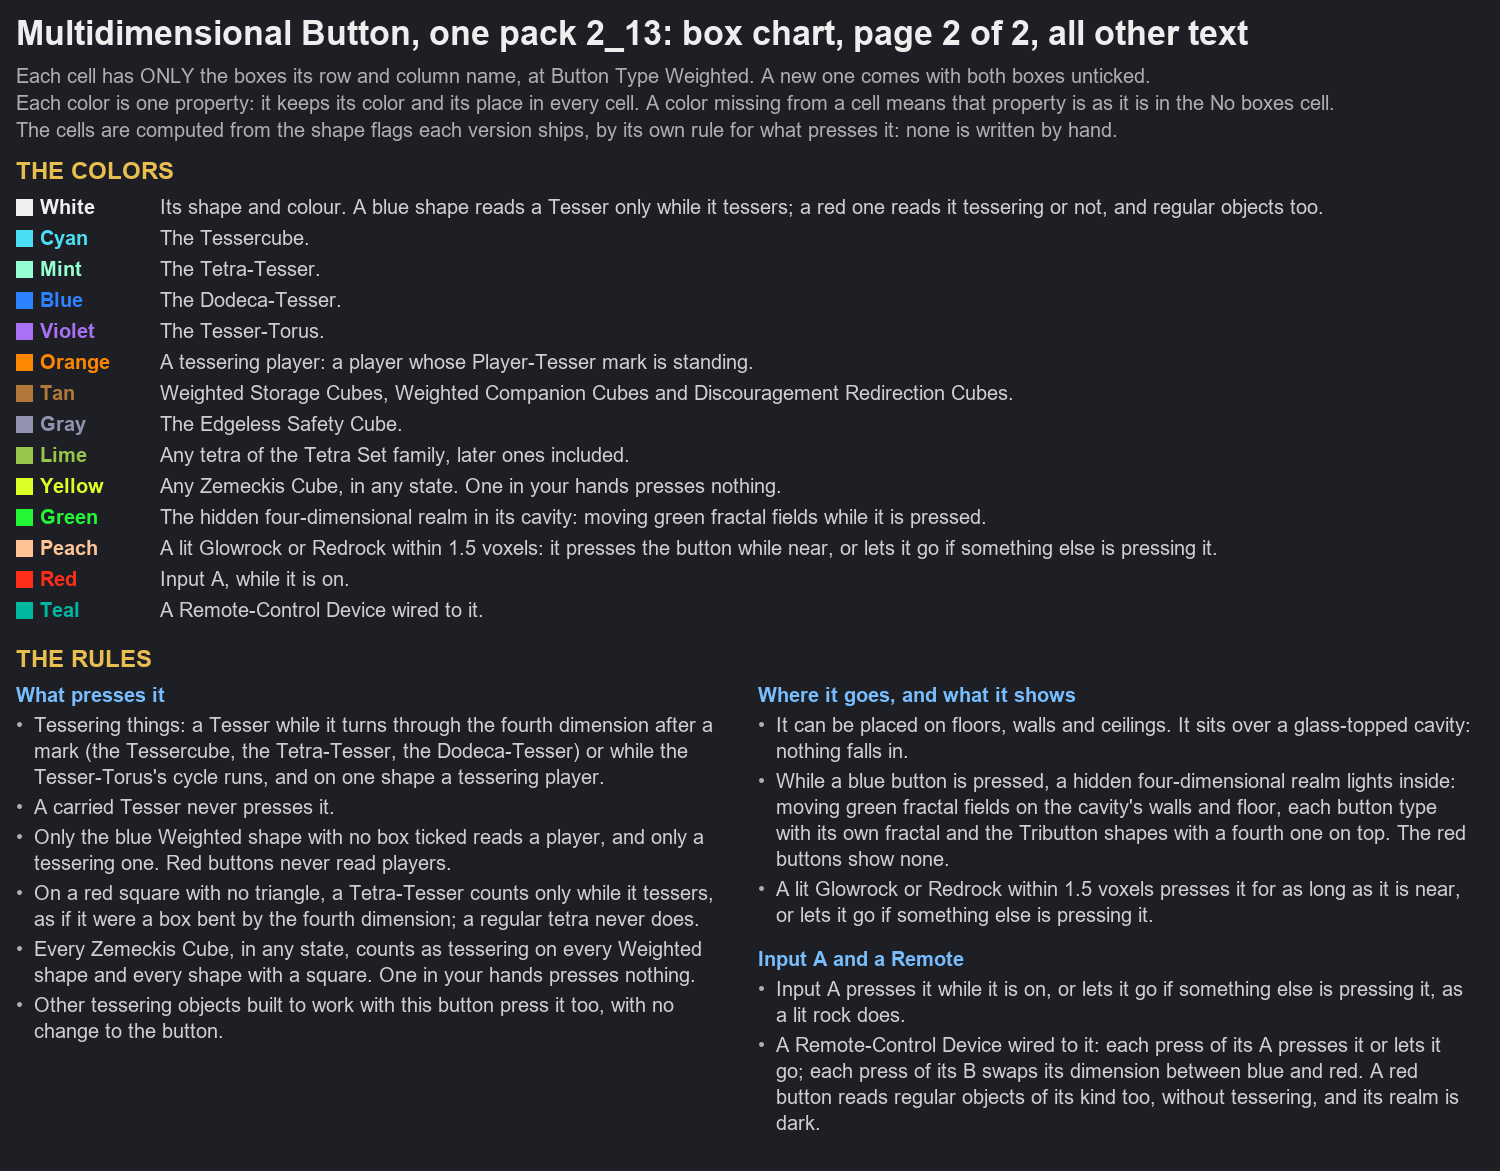 Multidimensional Button, one pack 2_13: box chart, page 2 of 2, all other text
Each cell has ONLY the boxes its row and column name, at Button Type Weighted. A new one comes with both boxes unticked.
Each color is one property: it keeps its color and its place in every cell. A color missing from a cell means that property is as it is in the No boxes cell.
The cells are computed from the shape flags each version ships, by its own rule for what presses it: none is written by hand.
THE COLORS
White Its shape and colour. A blue shape reads a Tesser only while it tessers; a red one reads it tessering or not, and regular objects too.
Cyan The Tessercube.
Mint The Tetra-Tesser.
Blue The Dodeca-Tesser.
Violet The Tesser-Torus.
Orange A tessering player: a player whose Player-Tesser mark is standing.
Tan Weighted Storage Cubes, Weighted Companion Cubes and Discouragement Redirection Cubes.
Gray The Edgeless Safety Cube.
Lime Any tetra of the Tetra Set family, later ones included.
Yellow Any Zemeckis Cube, in any state. One in your hands presses nothing.
Green The hidden four-dimensional realm in its cavity: moving green fractal fields while it is pressed.
Peach A lit Glowrock or Redrock within 1.5 voxels: it presses the button while near, or lets it go if something else is pressing it.
Red Input A, while it is on.
Teal A Remote-Control Device wired to it.
THE RULES
What presses it
• Tessering things: a Tesser while it turns through the fourth dimension after a
mark (the Tessercube, the Tetra-Tesser, the Dodeca-Tesser) or while the
Tesser-Torus's cycle runs, and on one shape a tessering player.
• A carried Tesser never presses it.
• Only the blue Weighted shape with no box ticked reads a player, and only a
tessering one. Red buttons never read players.
• On a red square with no triangle, a Tetra-Tesser counts only while it tessers,
as if it were a box bent by the fourth dimension; a regular tetra never does.
• Every Zemeckis Cube, in any state, counts as tessering on every Weighted
shape and every shape with a square. One in your hands presses nothing.
• Other tessering objects built to work with this button press it too, with no
change to the button.
Where it goes, and what it shows
• It can be placed on floors, walls and ceilings. It sits over a glass-topped cavity:
nothing falls in.
• While a blue button is pressed, a hidden four-dimensional realm lights inside:
moving green fractal fields on the cavity's walls and floor, each button type
with its own fractal and the Tributton shapes with a fourth one on top. The red
buttons show none.
• A lit Glowrock or Redrock within 1.5 voxels presses it for as long as it is near,
or lets it go if something else is pressing it.
Input A and a Remote
• Input A presses it while it is on, or lets it go if something else is pressing it, as
a lit rock does.
• A Remote-Control Device wired to it: each press of its A presses it or lets it
go; each press of its B swaps its dimension between blue and red. A red
button reads regular objects of its kind too, without tessering, and its realm is
dark.